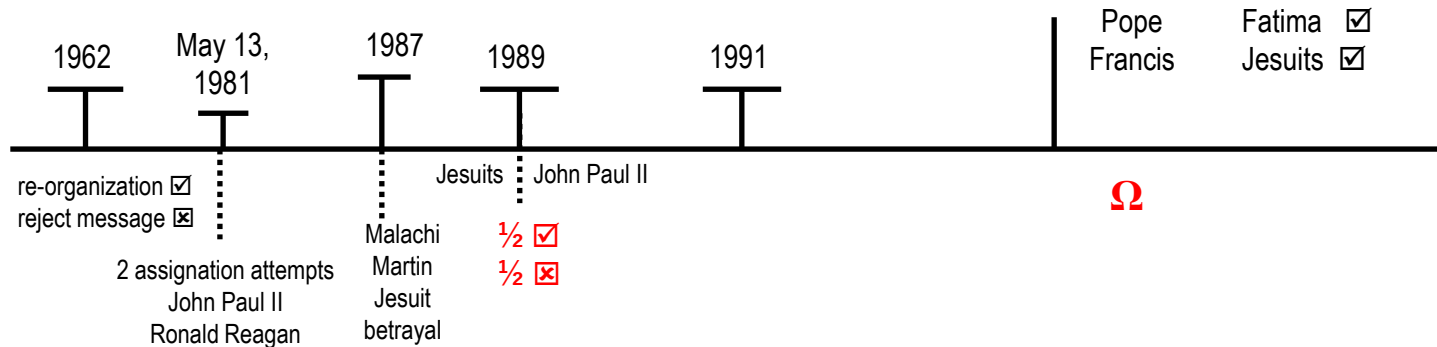 1962
May 13,
1981
1987
1989
1991
Pope Fatima ☑
Francis Jesuits ☑
re-organization ☑
reject message ☒
2 assignation attempts
John Paul II
Ronald Reagan
Malachi
Martin
Jesuit
betrayal
Jesuits John Paul II
½ ☑
½ ☒
Ω